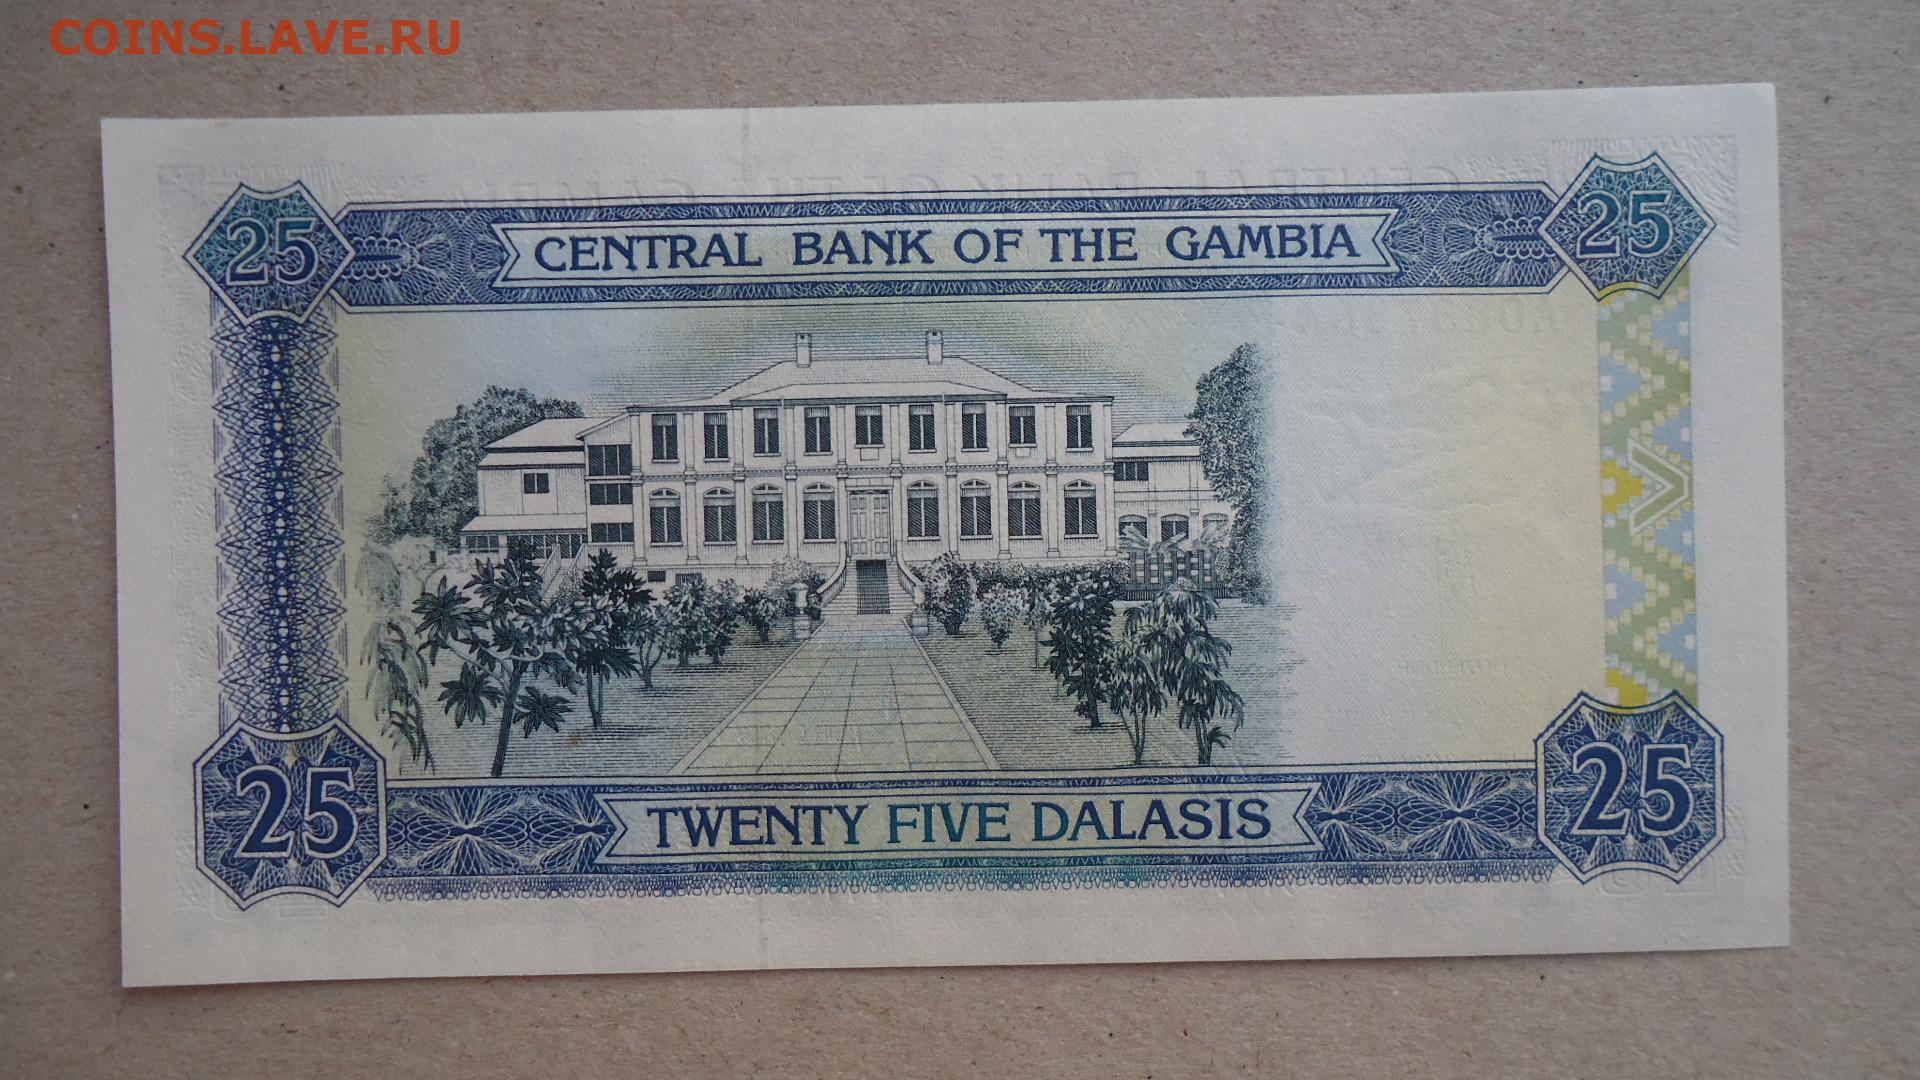 COINS.LAVE.RU
25 25
CENTRAL BANK OF THE GAMBIA
25 25
TWENTY FIVE DALASIS